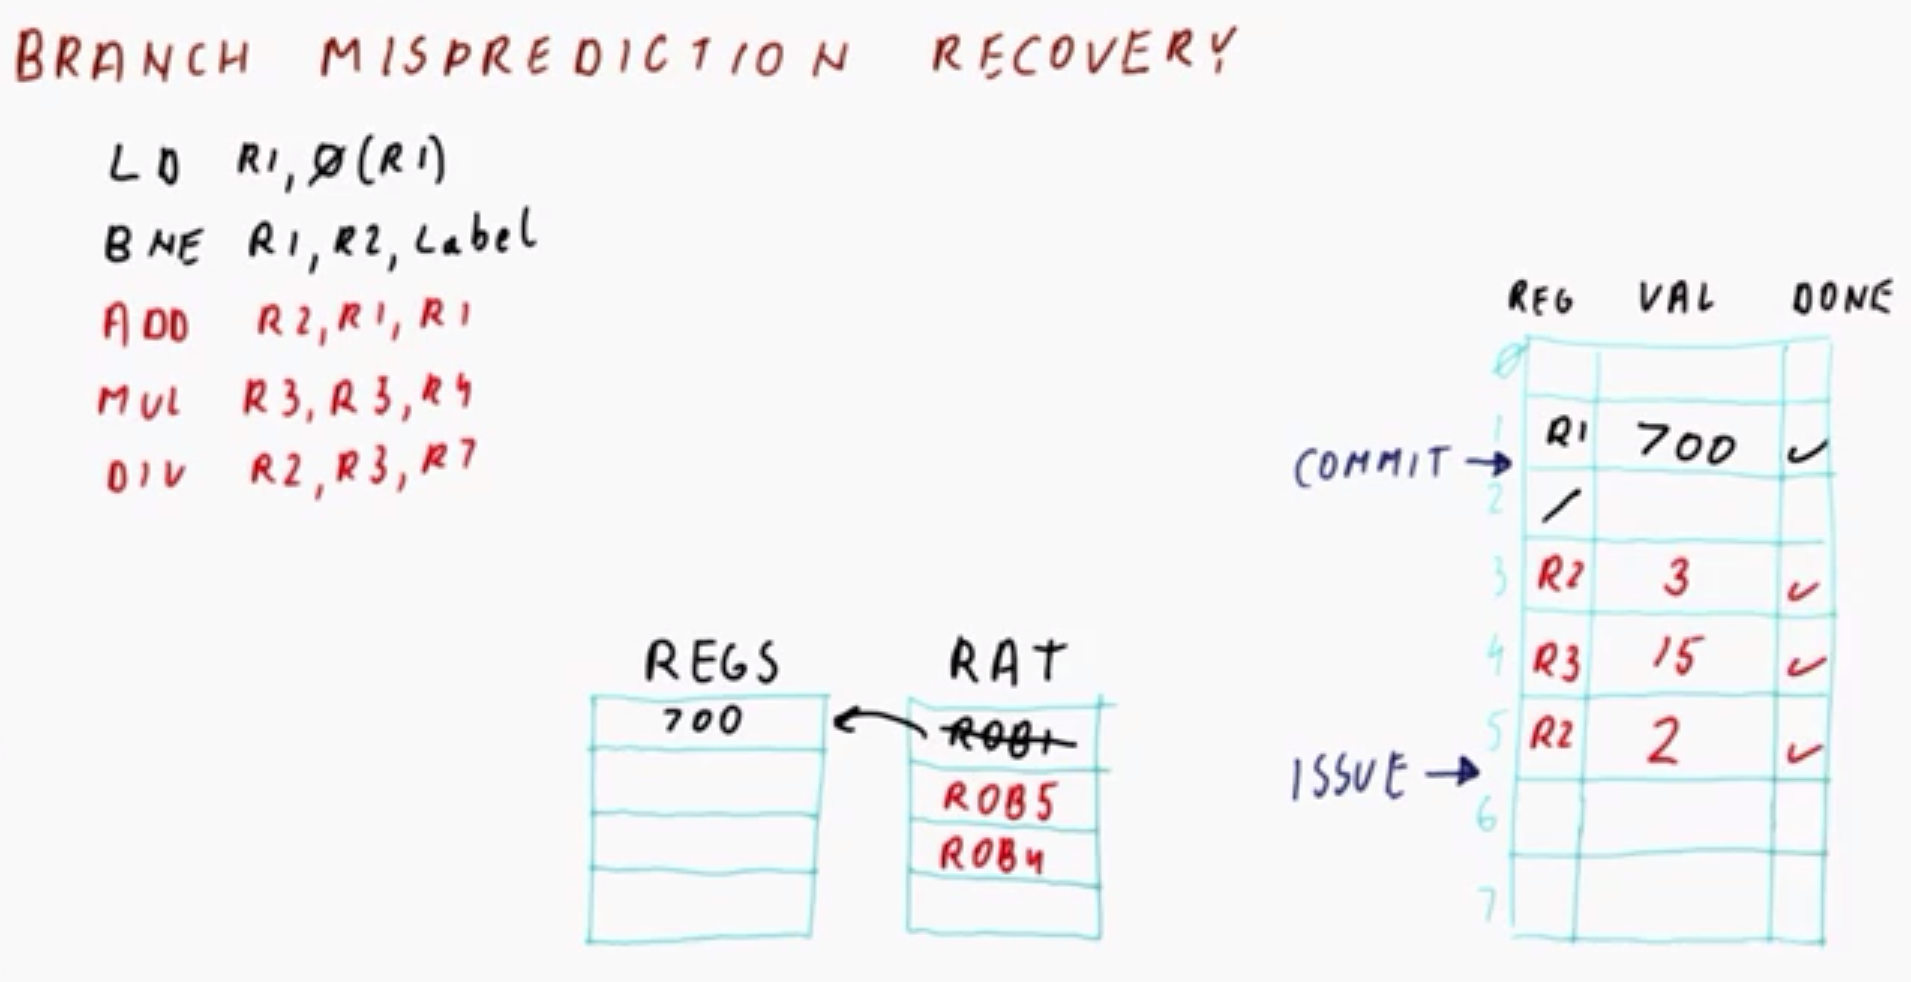 BRANCH MISPREDICTION RECOVERY
LD R1, Ø(R1)
BNE R1, R2, Label
ADD R2, R1, R1
MUL R3, R3, R4
DIV R2, R3, R7
REG VAL DONE
Ø
1 R1 700 ✓
COMMIT →
2 /
3 R2 3 ✓
4 R3 15 ✓
5 R2 2 ✓
ISSUE →
6
7
REGS RAT
700 ← ROB1
ROB5
ROB4